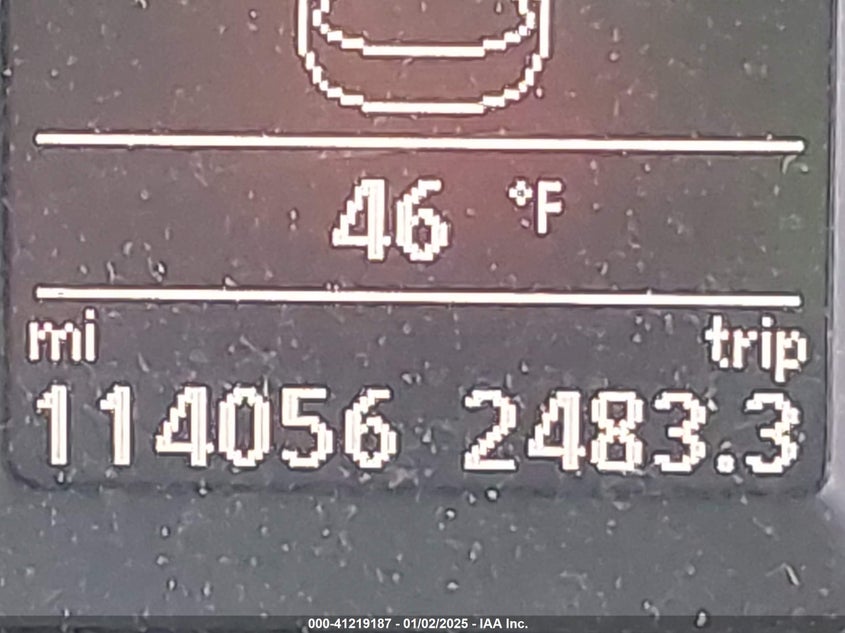 46 °F
mi trip
114056 2483.3
000-41219187 - 01/02/2025 - IAA Inc.